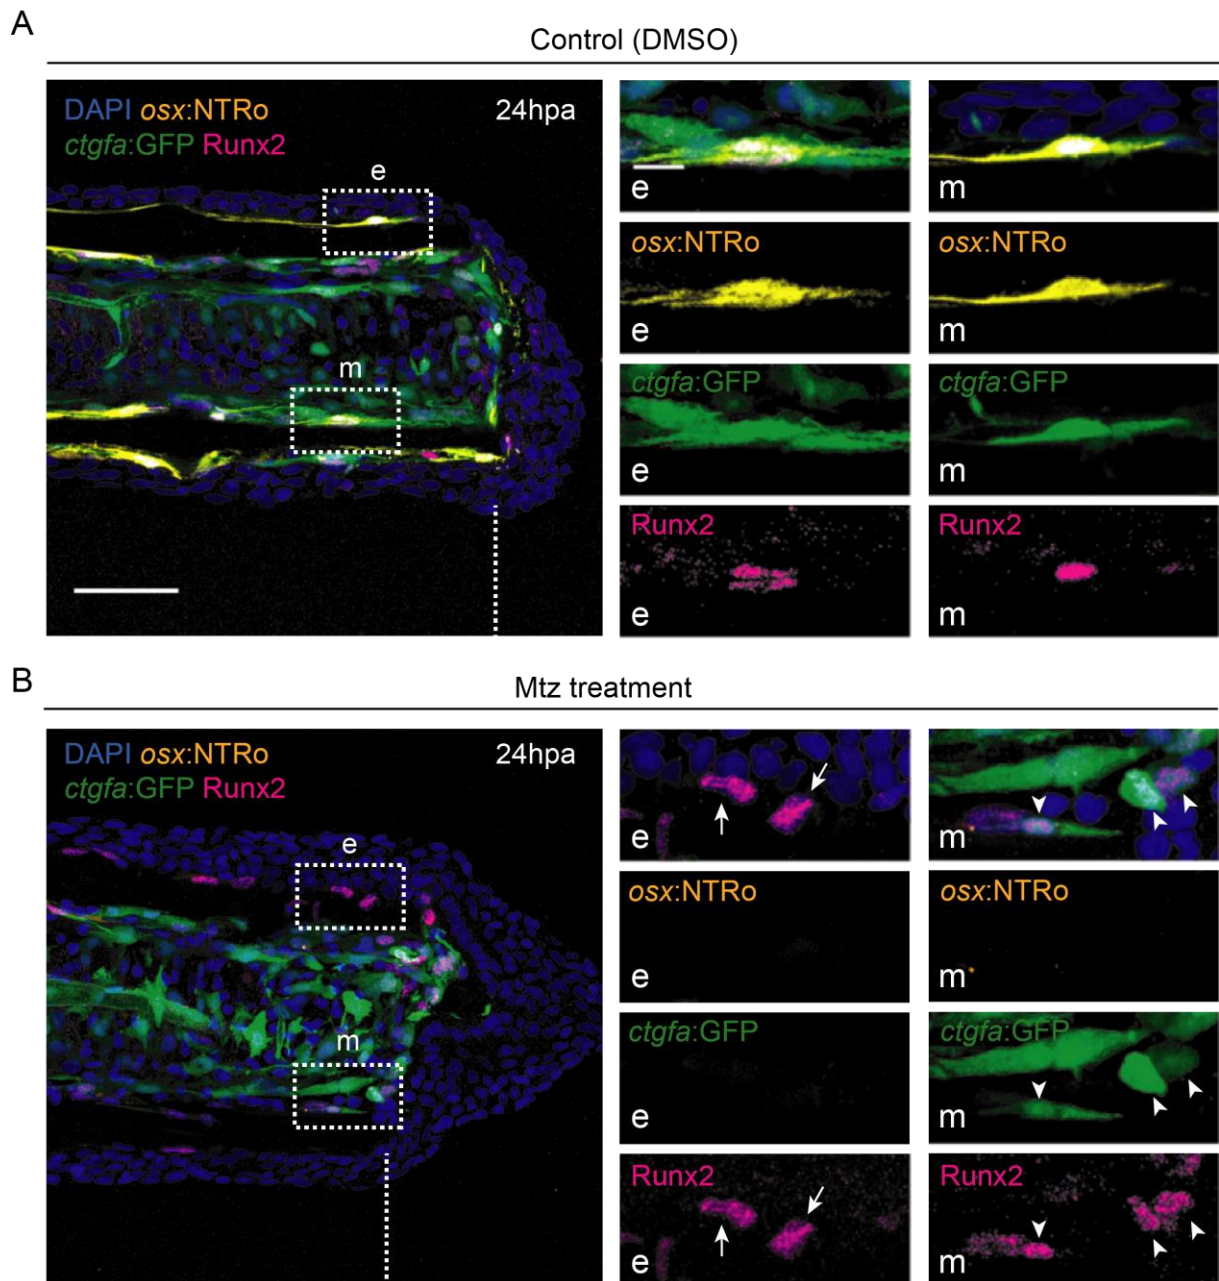 A
Control (DMSO)
DAPI osx:NTRo
24hpa
ctgfa:GFP Runx2
e
m
e
m
osx:NTRo
e
osx:NTRo
m
ctgfa:GFP
e
ctgfa:GFP
m
Runx2
e
Runx2
m
B
Mtz treatment
DAPI osx:NTRo
24hpa
ctgfa:GFP Runx2
e
m
e
m
osx:NTRo
e
osx:NTRo
m
ctgfa:GFP
e
ctgfa:GFP
m
Runx2
e
Runx2
m